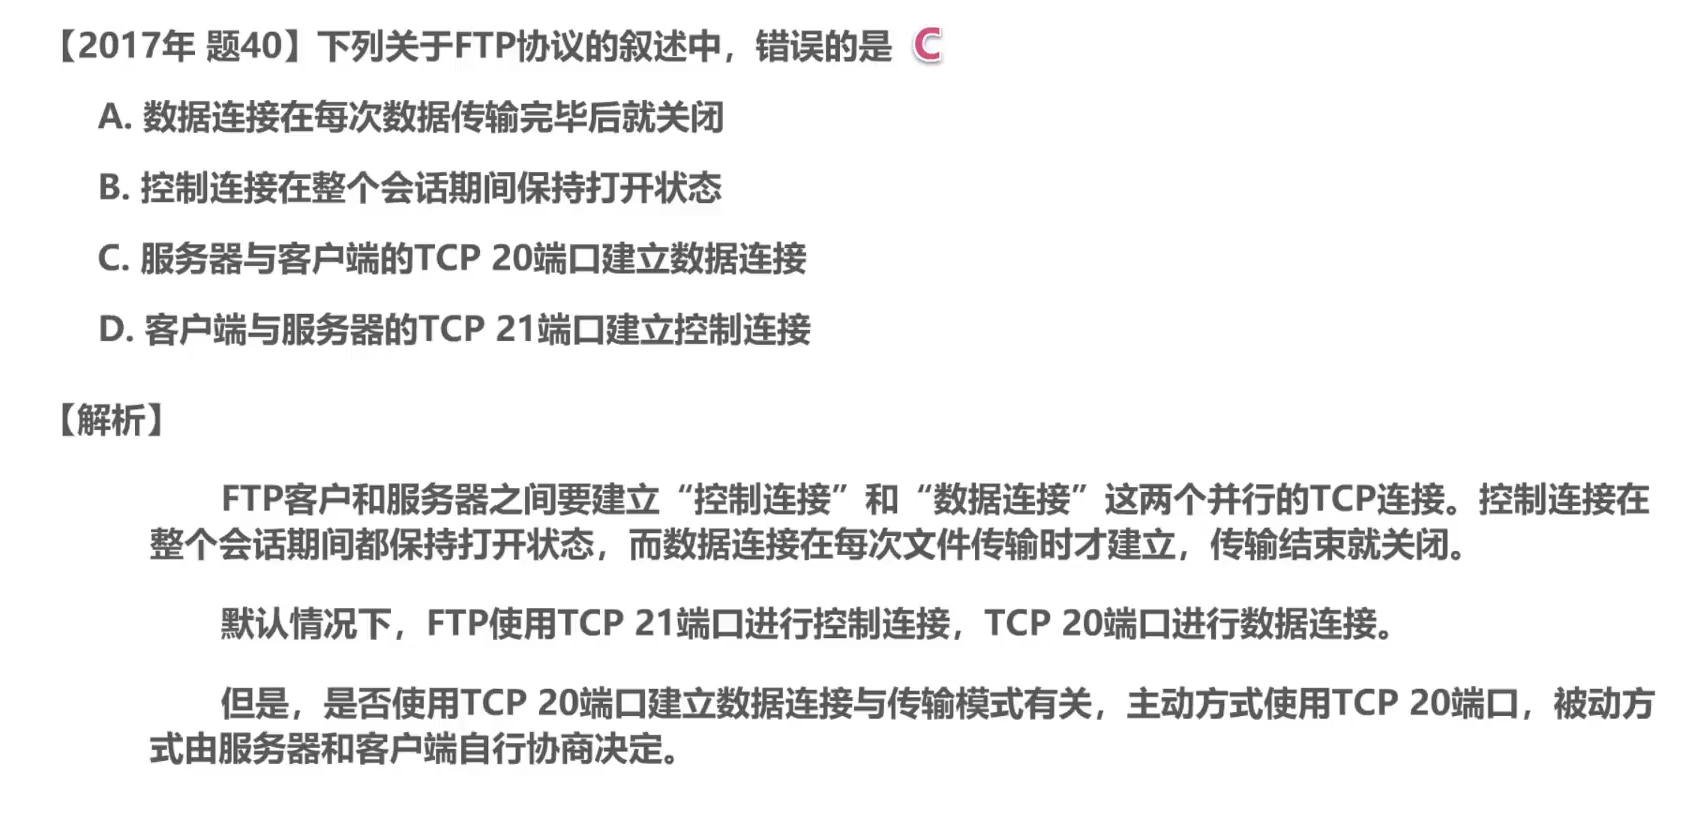 【2017年 题40】下列关于FTP协议的叙述中，错误的是 C
A. 数据连接在每次数据传输完毕后就关闭
B. 控制连接在整个会话期间保持打开状态
C. 服务器与客户端的TCP 20端口建立数据连接
D. 客户端与服务器的TCP 21端口建立控制连接
【解析】
FTP客户和服务器之间要建立“控制连接”和“数据连接”这两个并行的TCP连接。控制连接在
整个会话期间都保持打开状态，而数据连接在每次文件传输时才建立，传输结束就关闭。
默认情况下，FTP使用TCP 21端口进行控制连接，TCP 20端口进行数据连接。
但是，是否使用TCP 20端口建立数据连接与传输模式有关，主动方式使用TCP 20端口，被动方
式由服务器和客户端自行协商决定。